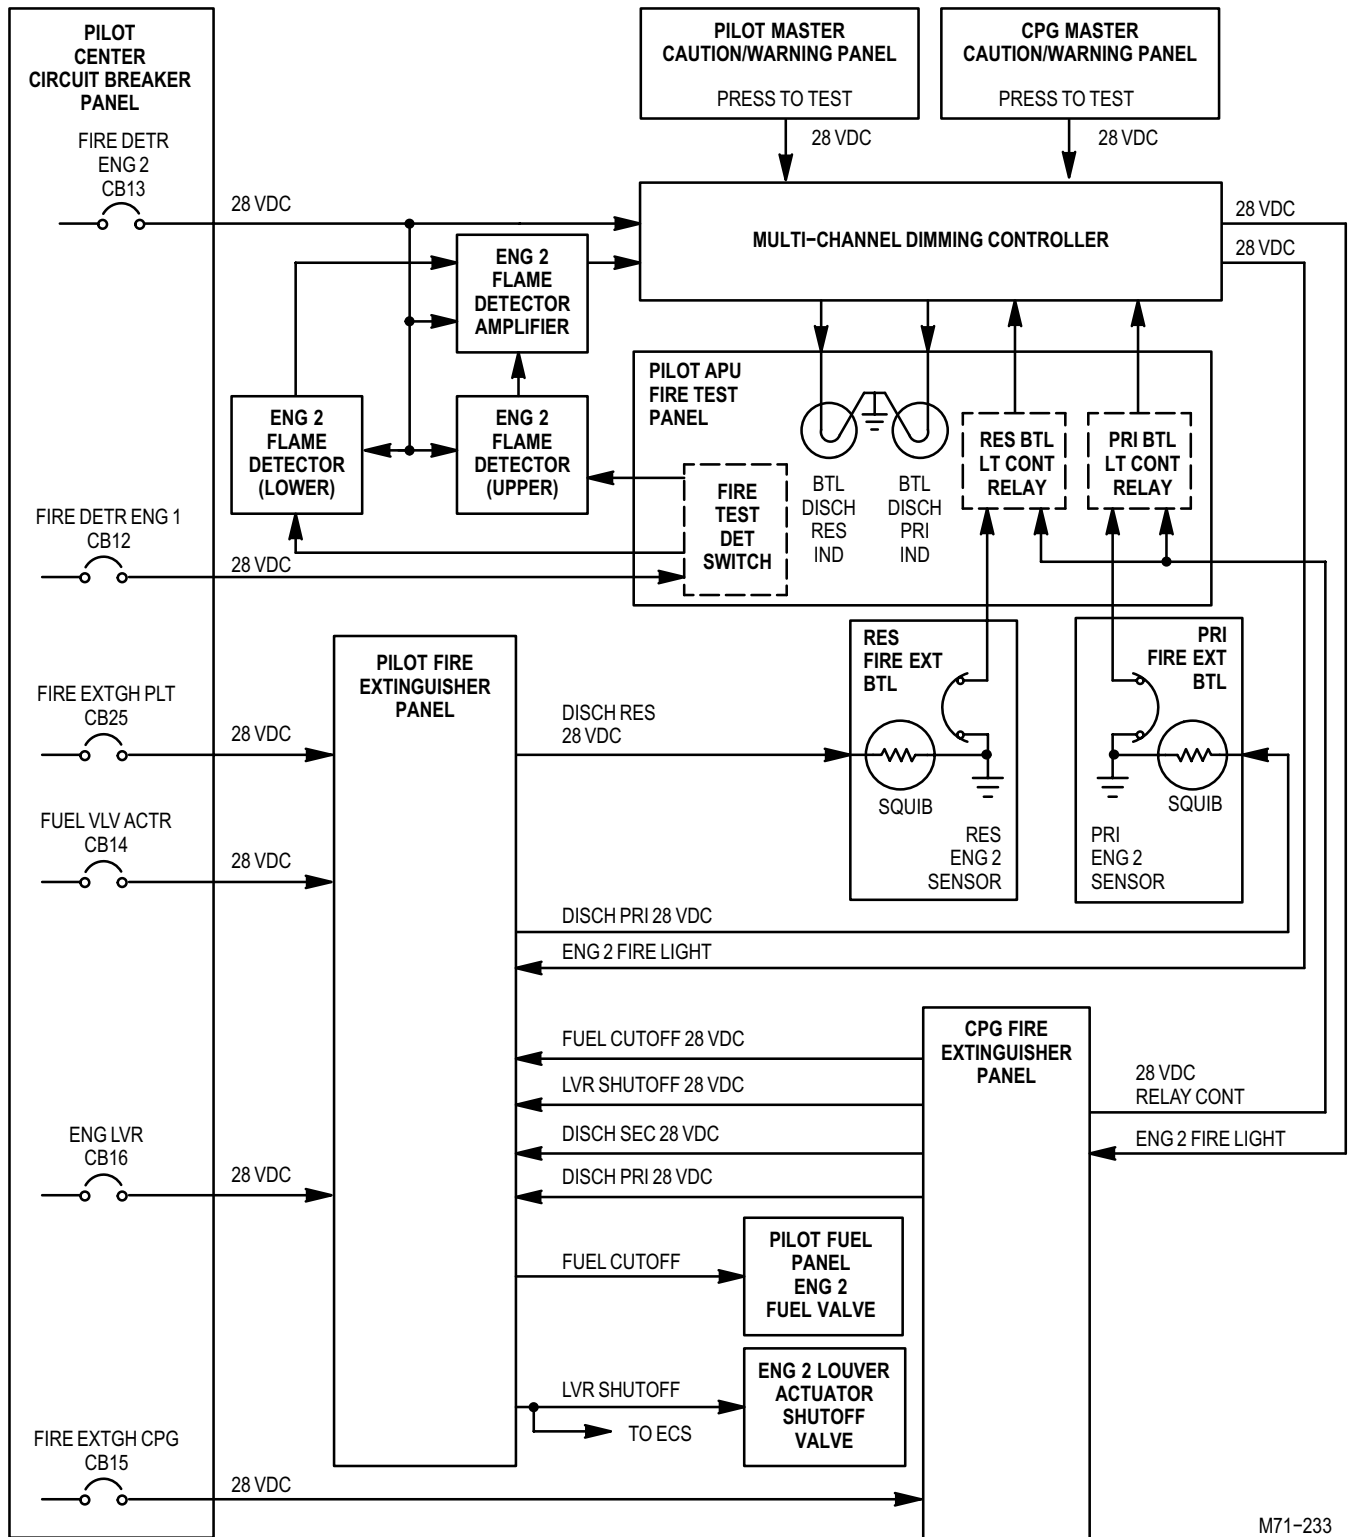 PILOT
CENTER
CIRCUIT BREAKER
PANEL
FIRE DETR
ENG 2
CB13
28 VDC
PILOT MASTER
CAUTION/WARNING PANEL
PRESS TO TEST
28 VDC
CPG MASTER
CAUTION/WARNING PANEL
PRESS TO TEST
28 VDC
MULTI−CHANNEL DIMMING CONTROLLER
28 VDC
28 VDC
ENG 2
FLAME
DETECTOR
AMPLIFIER
ENG 2
FLAME
DETECTOR
(LOWER)
ENG 2
FLAME
DETECTOR
(UPPER)
PILOT APU
FIRE TEST
PANEL
FIRE
TEST
DET
SWITCH
BTL
DISCH
RES
IND
BTL
DISCH
PRI
IND
RES BTL
LT CONT
RELAY
PRI BTL
LT CONT
RELAY
FIRE DETR ENG 1
CB12
28 VDC
PILOT FIRE
EXTINGUISHER
PANEL
RES
FIRE EXT
BTL
SQUIB
RES
ENG 2
SENSOR
PRI
FIRE EXT
BTL
SQUIB
PRI
ENG 2
SENSOR
FIRE EXTGH PLT
CB25
28 VDC
DISCH RES
28 VDC
FUEL VLV ACTR
CB14
28 VDC
DISCH PRI 28 VDC
ENG 2 FIRE LIGHT
CPG FIRE
EXTINGUISHER
PANEL
FUEL CUTOFF 28 VDC
LVR SHUTOFF 28 VDC
DISCH SEC 28 VDC
DISCH PRI 28 VDC
28 VDC
RELAY CONT
ENG 2 FIRE LIGHT
ENG LVR
CB16
28 VDC
FUEL CUTOFF
PILOT FUEL
PANEL
ENG 2
FUEL VALVE
LVR SHUTOFF
TO ECS
ENG 2 LOUVER
ACTUATOR
SHUTOFF
VALVE
FIRE EXTGH CPG
CB15
28 VDC
M71−233